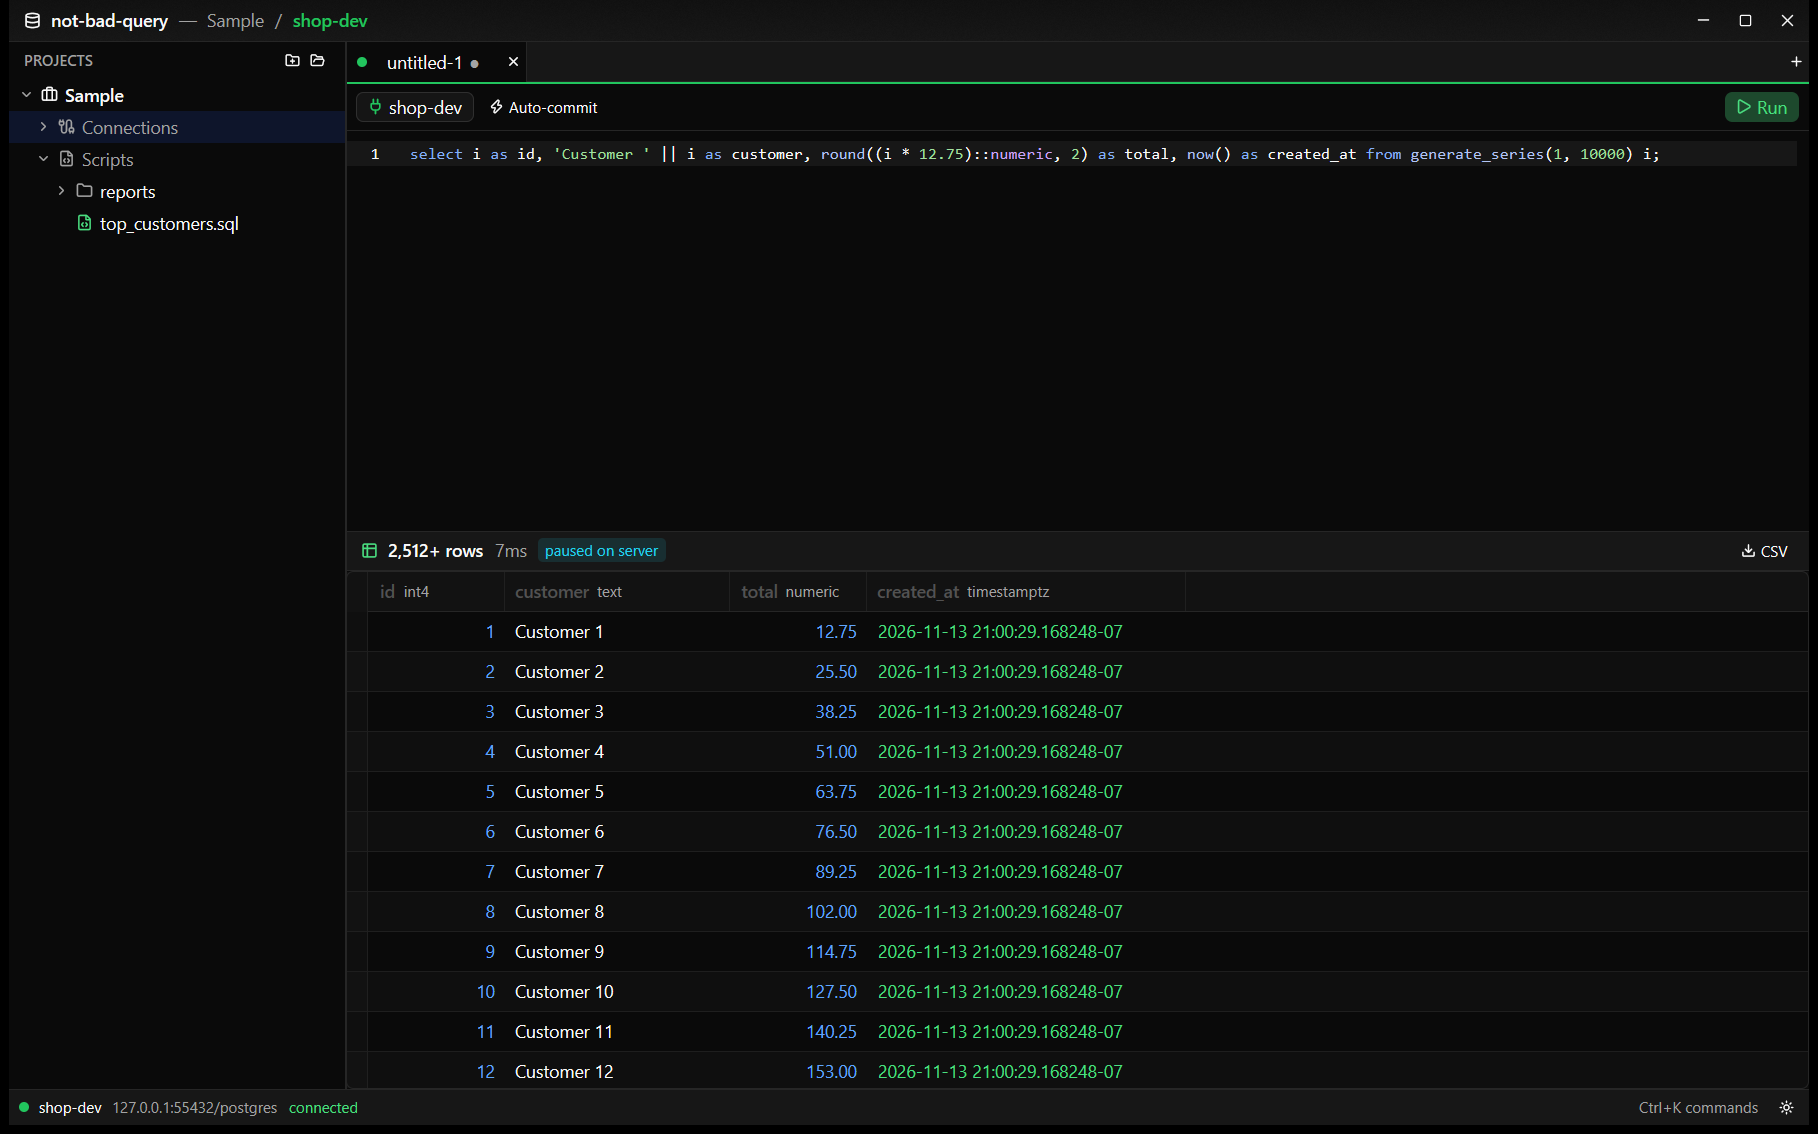 not-bad-query — Sample / shop-dev
PROJECTS
Sample
Connections
Scripts
reports
top_customers.sql
untitled-1
shop-dev Auto-commit Run
1 select i as id, 'Customer ' || i as customer, round((i * 12.75)::numeric, 2) as total, now() as created_at from generate_series(1, 10000) i;
2,512+ rows 7ms paused on server CSV
id int4 customer text total numeric created_at timestamptz
1 Customer 1 12.75 2026-11-13 21:00:29.168248-07
2 Customer 2 25.50 2026-11-13 21:00:29.168248-07
3 Customer 3 38.25 2026-11-13 21:00:29.168248-07
4 Customer 4 51.00 2026-11-13 21:00:29.168248-07
5 Customer 5 63.75 2026-11-13 21:00:29.168248-07
6 Customer 6 76.50 2026-11-13 21:00:29.168248-07
7 Customer 7 89.25 2026-11-13 21:00:29.168248-07
8 Customer 8 102.00 2026-11-13 21:00:29.168248-07
9 Customer 9 114.75 2026-11-13 21:00:29.168248-07
10 Customer 10 127.50 2026-11-13 21:00:29.168248-07
11 Customer 11 140.25 2026-11-13 21:00:29.168248-07
12 Customer 12 153.00 2026-11-13 21:00:29.168248-07
shop-dev 127.0.0.1:55432/postgres connected Ctrl+K commands